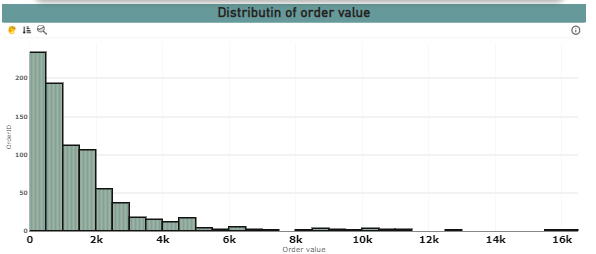 Distributin of order value
200
150
100
50
0
OrderID
0 2k 4k 6k 8k 10k 12k 14k 16k
Order value